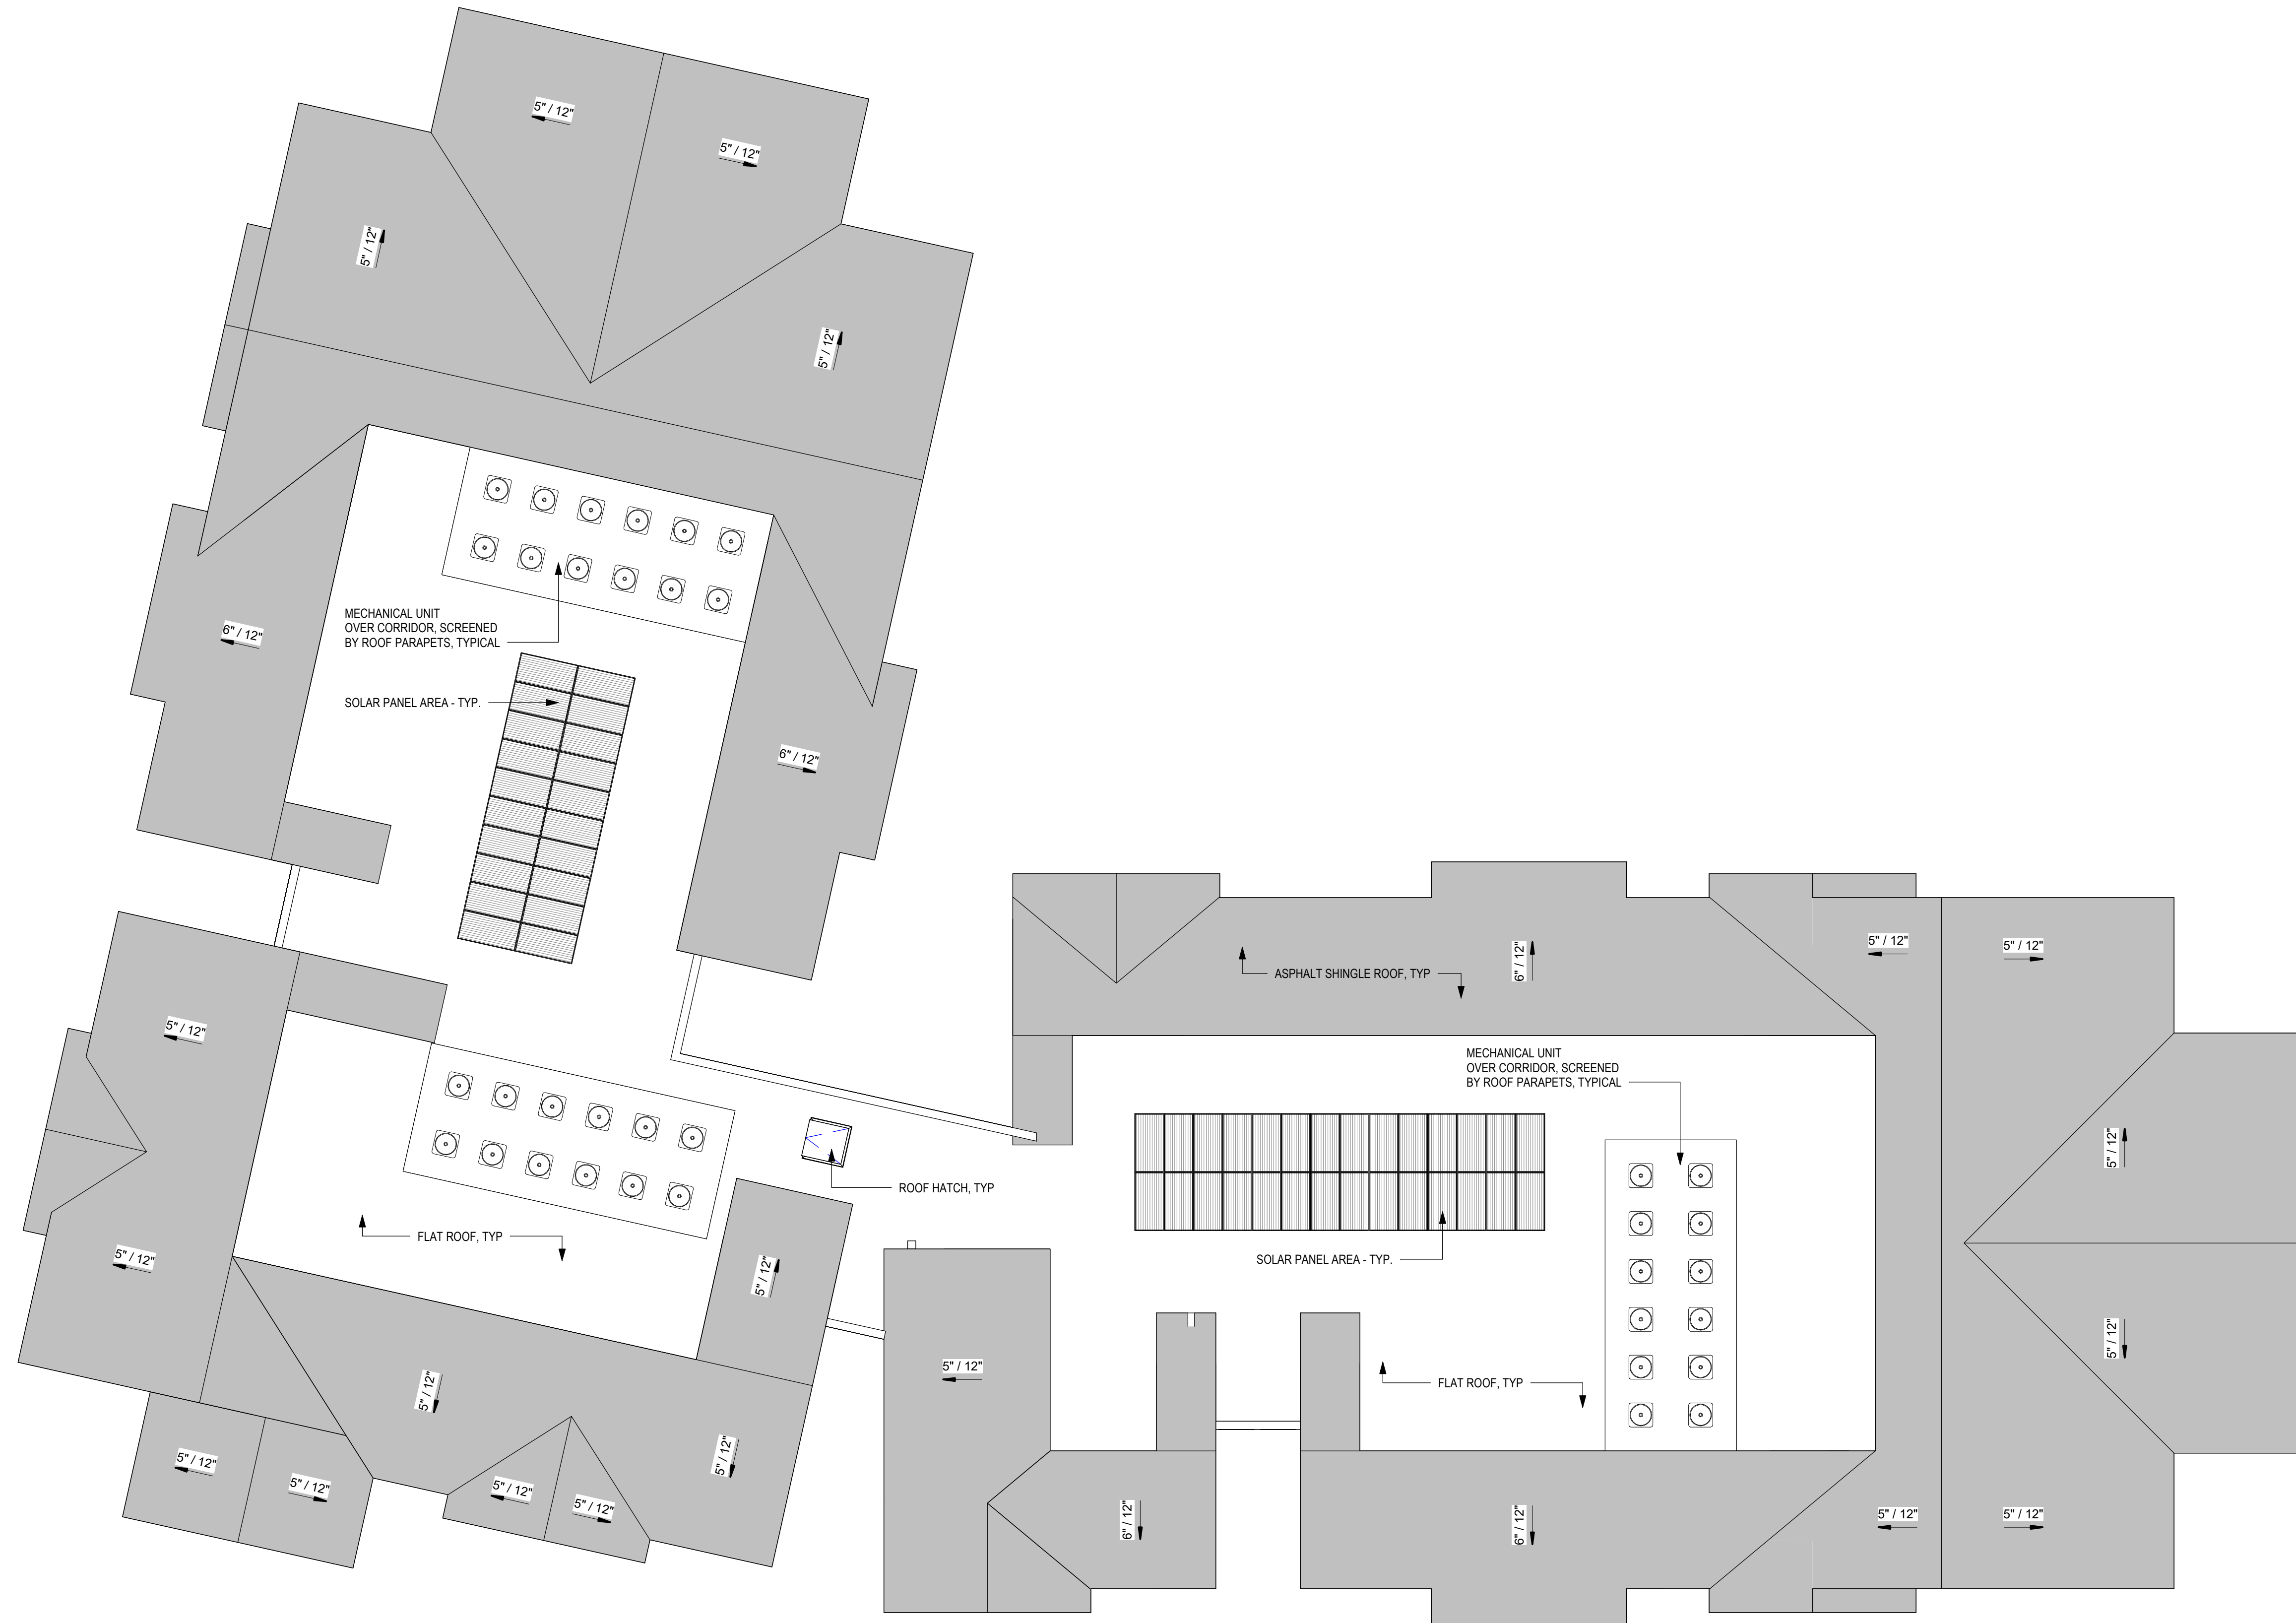 5" / 12"
5" / 12"
5" / 12"
5" / 12"
MECHANICAL UNIT
OVER CORRIDOR, SCREENED
BY ROOF PARAPETS, TYPICAL
6" / 12"
SOLAR PANEL AREA - TYP.
6" / 12"
5" / 12"
5" / 12"
5" / 12"
ASPHALT SHINGLE ROOF, TYP
6" / 12"
5" / 12"
MECHANICAL UNIT
OVER CORRIDOR, SCREENED
BY ROOF PARAPETS, TYPICAL
5" / 12"
ROOF HATCH, TYP
FLAT ROOF, TYP
5" / 12"
5" / 12"
SOLAR PANEL AREA - TYP.
5" / 12"
5" / 12"
5" / 12"
FLAT ROOF, TYP
5" / 12"
5" / 12"
5" / 12"
5" / 12"
5" / 12"
6" / 12"
6" / 12"
5" / 12"
5" / 12"